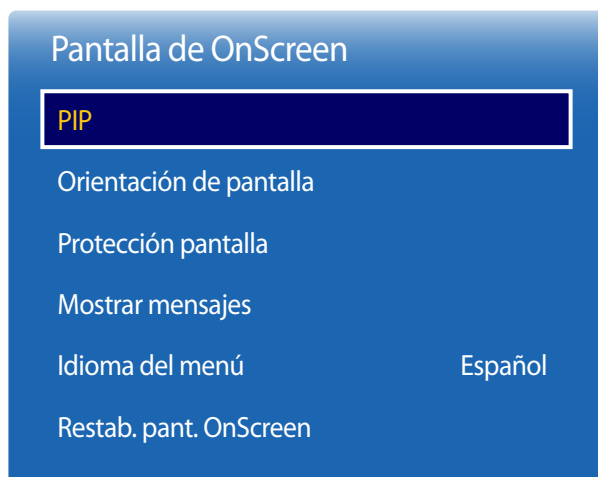 Pantalla de OnScreen
PIP
Orientación de pantalla
Protección pantalla
Mostrar mensajes
Idioma del menú Español
Restab. pant. OnScreen